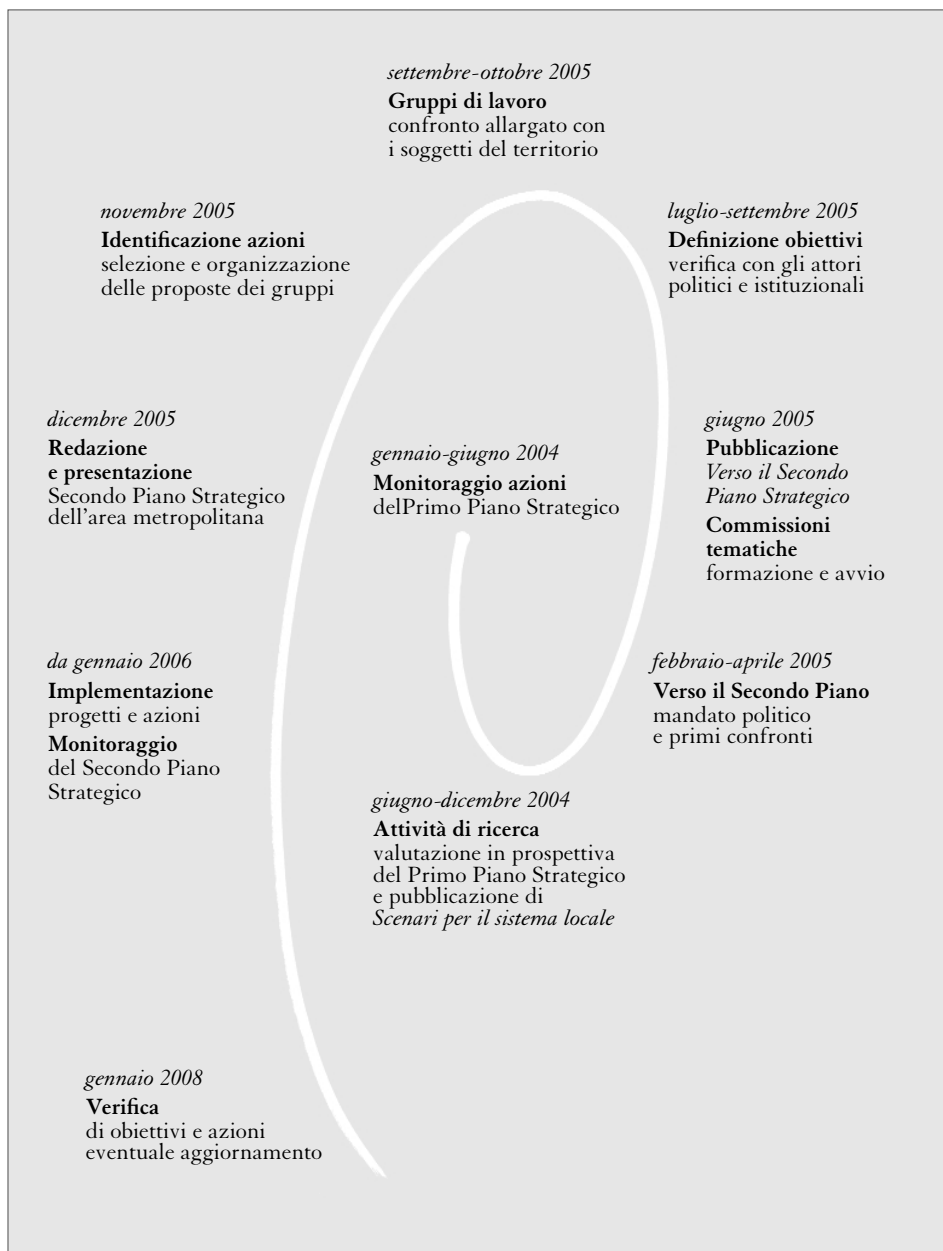 settembre-ottobre 2005
Gruppi di lavoro
confronto allargato con
i soggetti del territorio
novembre 2005
Identificazione azioni
selezione e organizzazione
delle proposte dei gruppi
luglio-settembre 2005
Definizione obiettivi
verifica con gli attori
politici e istituzionali
dicembre 2005
Redazione
e presentazione
Secondo Piano Strategico
dell'area metropolitana
gennaio-giugno 2004
Monitoraggio azioni
delPrimo Piano Strategico
giugno 2005
Pubblicazione
Verso il Secondo
Piano Strategico
Commissioni
tematiche
formazione e avvio
da gennaio 2006
Implementazione
progetti e azioni
Monitoraggio
del Secondo Piano
Strategico
febbraio-aprile 2005
Verso il Secondo Piano
mandato politico
e primi confronti
giugno-dicembre 2004
Attività di ricerca
valutazione in prospettiva
del Primo Piano Strategico
e pubblicazione di
Scenari per il sistema locale
gennaio 2008
Verifica
di obiettivi e azioni
eventuale aggiornamento